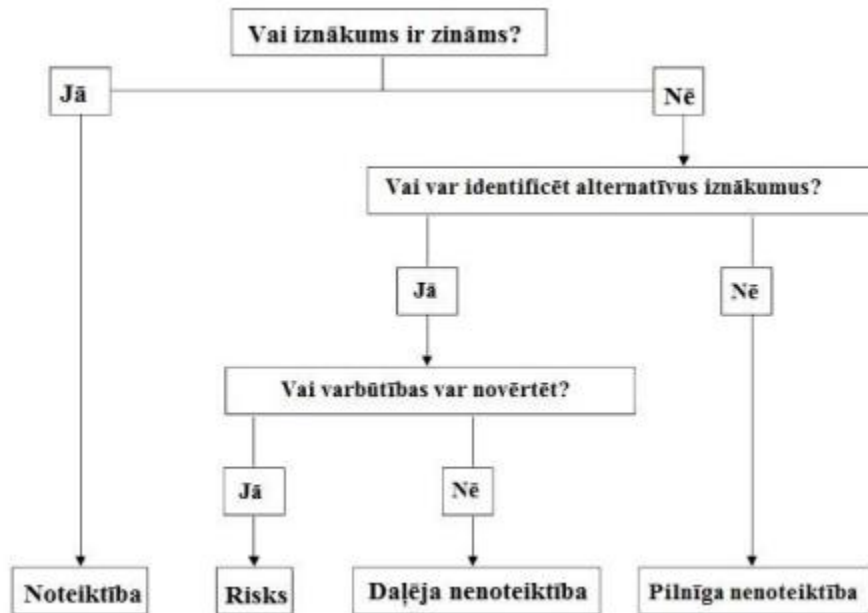 Vai iznākums ir zināms?
Jā
Nē
Vai var identificēt alternatīvus iznākumus?
Jā
Nē
Vai varbūtības var novērtēt?
Jā
Nē
Noteiktība
Risks
Daļēja nenoteiktība
Pilnīga nenoteiktība